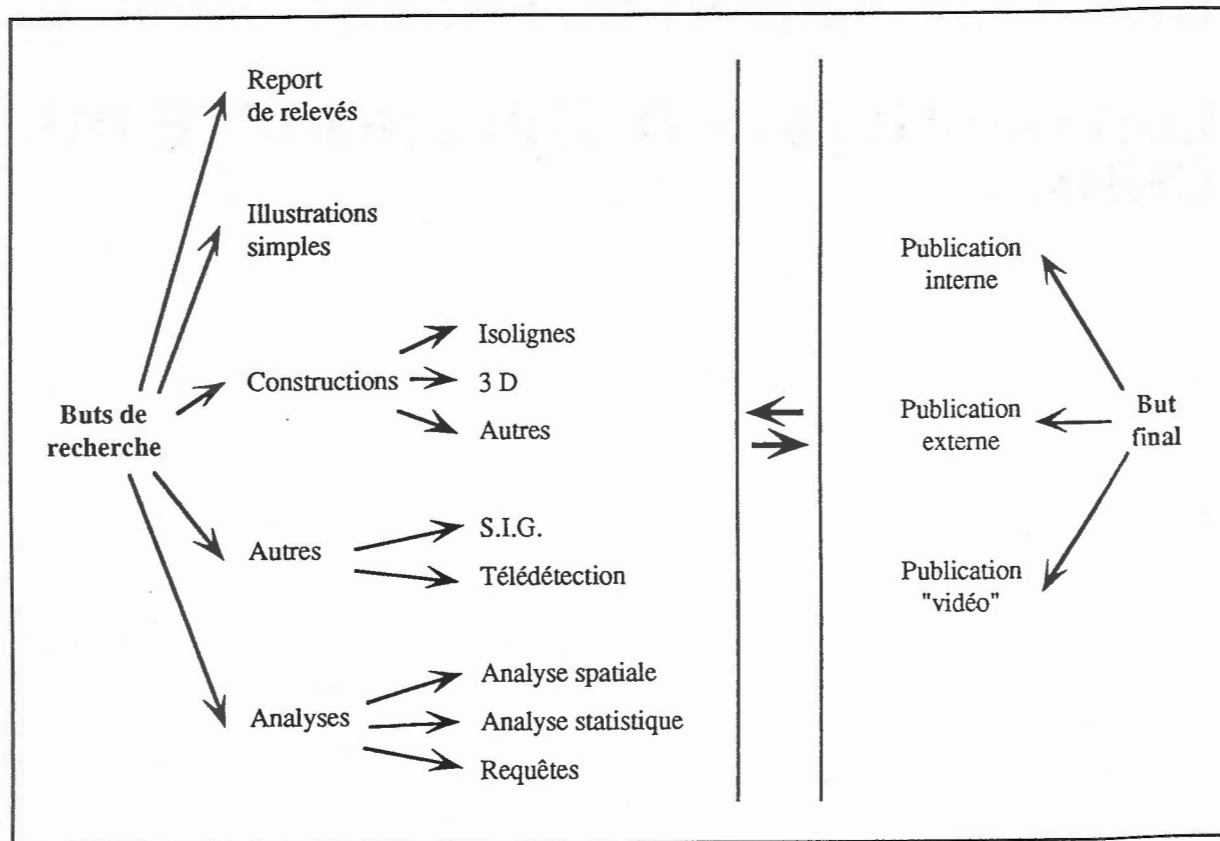 Report
de relevés
Illustrations
simples
Buts de
recherche
Constructions
Isolignes
3 D
Autres
Autres
S.I.G.
Télédétection
Analyses
Analyse spatiale
Analyse statistique
Requêtes
Publication
interne
Publication
externe
Publication
"vidéo"
But
final